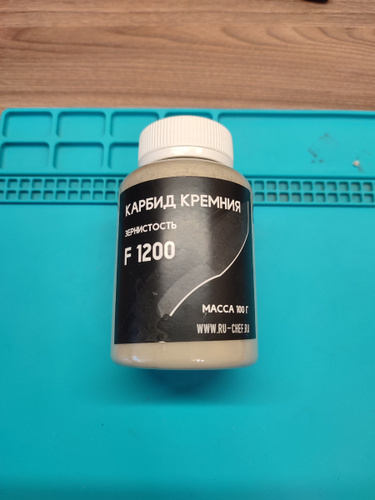 КАРБИД КРЕМНИЯ
ЗЕРНИСТОСТЬ
F 1200
МАССА 100 Г
WWW.RU-CHEF.RU